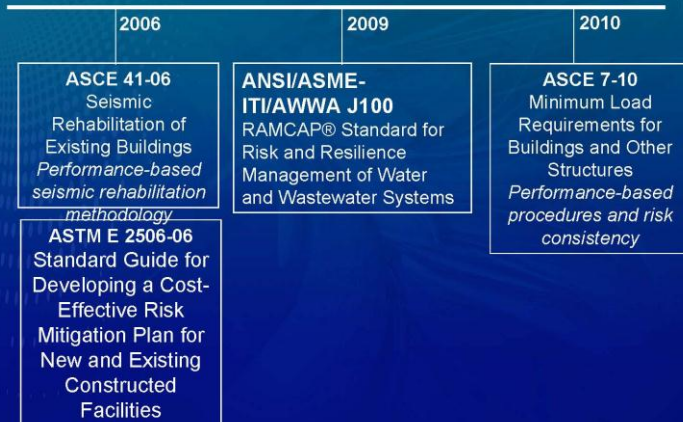 2006
2009
2010
ASCE 41-06
Seismic
Rehabilitation of
Existing Buildings
Performance-based
seismic rehabilitation
methodology
ASTM E 2506-06
Standard Guide for
Developing a Cost-
Effective Risk
Mitigation Plan for
New and Existing
Constructed
Facilities
ANSI/ASME-
ITI/AWWA J100
RAMCAP® Standard for
Risk and Resilience
Management of Water
and Wastewater Systems
ASCE 7-10
Minimum Load
Requirements for
Buildings and Other
Structures
Performance-based
procedures and risk
consistency